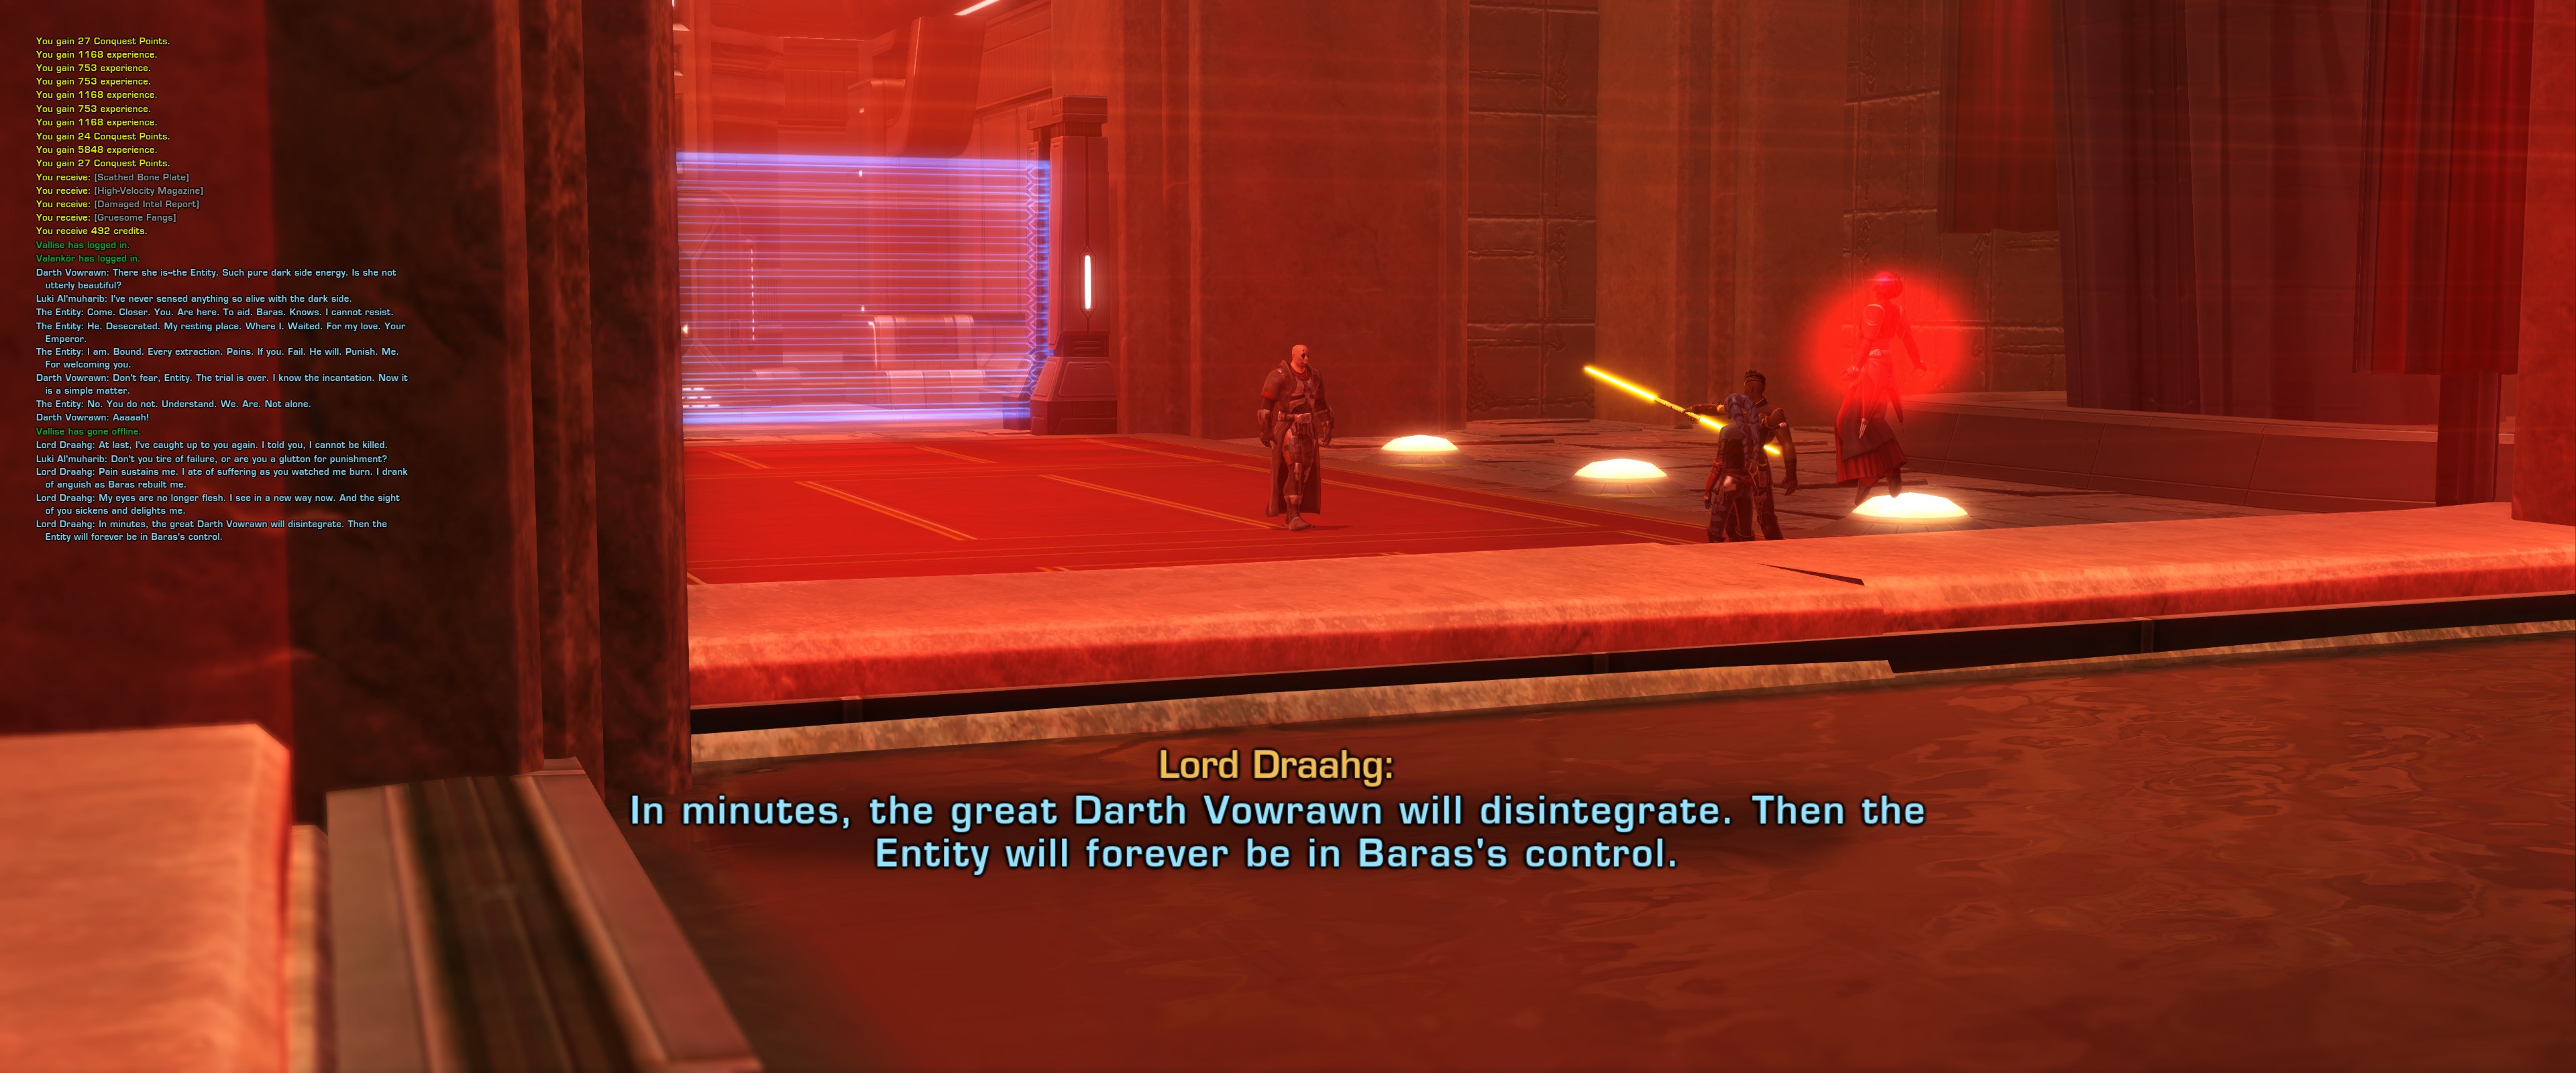 You gain 27 Conquest Points.
You gain 1168 experience.
You gain 753 experience.
You gain 753 experience.
You gain 1168 experience.
You gain 753 experience.
You gain 1168 experience.
You gain 24 Conquest Points.
You gain 5848 experience.
You gain 27 Conquest Points.
You receive: [Scathed Bone Plate]
You receive: [High-Velocity Magazine]
You receive: [Damaged Intel Report]
You receive: [Gruesome Fangs]
You receive 492 credits.
Vallise has logged in.
Valankòr has logged in.
Darth Vowrawn: There she is–the Entity. Such pure dark side energy. Is she not
utterly beautiful?
Luki Al'muharib: I've never sensed anything so alive with the dark side.
The Entity: Come. Closer. You. Are here. To aid. Baras. Knows. I cannot resist.
The Entity: He. Desecrated. My resting place. Where I. Waited. For my love. Your
Emperor.
The Entity: I am. Bound. Every extraction. Pains. If you. Fail. He will. Punish. Me.
For welcoming you.
Darth Vowrawn: Don't fear, Entity. The trial is over. I know the incantation. Now it
is a simple matter.
The Entity: No. You do not. Understand. We. Are. Not alone.
Darth Vowrawn: Aaaaah!
Vallise has gone offline.
Lord Draahg: At last, I've caught up to you again. I told you, I cannot be killed.
Luki Al'muharib: Don't you tire of failure, or are you a glutton for punishment?
Lord Draahg: Pain sustains me. I ate of suffering as you watched me burn. I drank
of anguish as Baras rebuilt me.
Lord Draahg: My eyes are no longer flesh. I see in a new way now. And the sight
of you sickens and delights me.
Lord Draahg: In minutes, the great Darth Vowrawn will disintegrate. Then the
Entity will forever be in Baras's control.
Lord Draahg:
In minutes, the great Darth Vowrawn will disintegrate. Then the
Entity will forever be in Baras's control.